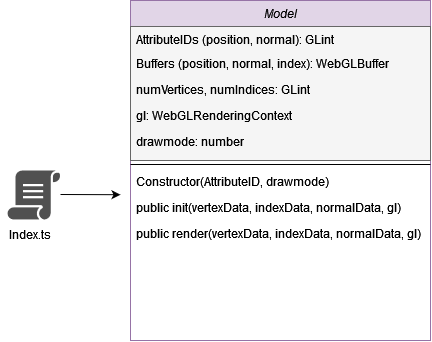 Model
AttributeIDs (position, normal): GLint
Buffers (position, normal, index): WebGLBuffer
numVertices, numIndices: GLint
gl: WebGLRenderingContext
drawmode: number
Constructor(AttributeID, drawmode)
public init(vertexData, indexData, normalData, gl)
public render(vertexData, indexData, normalData, gl)
Index.ts